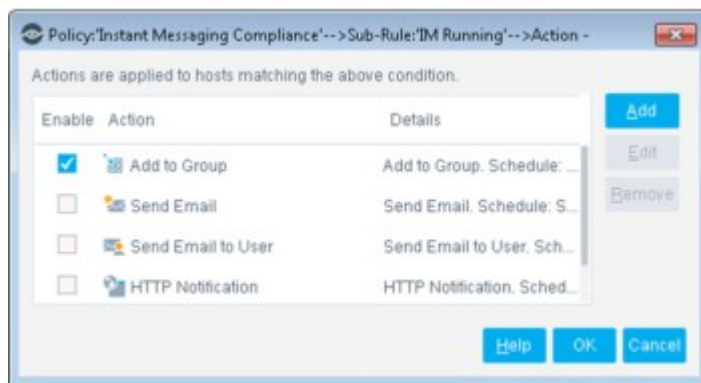 Policy:'Instant Messaging Compliance'-->Sub-Rule:'IM Running'-->Action -
Actions are applied to hosts matching the above condition.
Enable Action Details
Add to Group Add to Group. Schedule: ...
Send Email Send Email. Schedule: S...
Send Email to User Send Email to User. Sch...
HTTP Notification HTTP Notification. Sched...
Add
Edit
Remove
Help OK Cancel